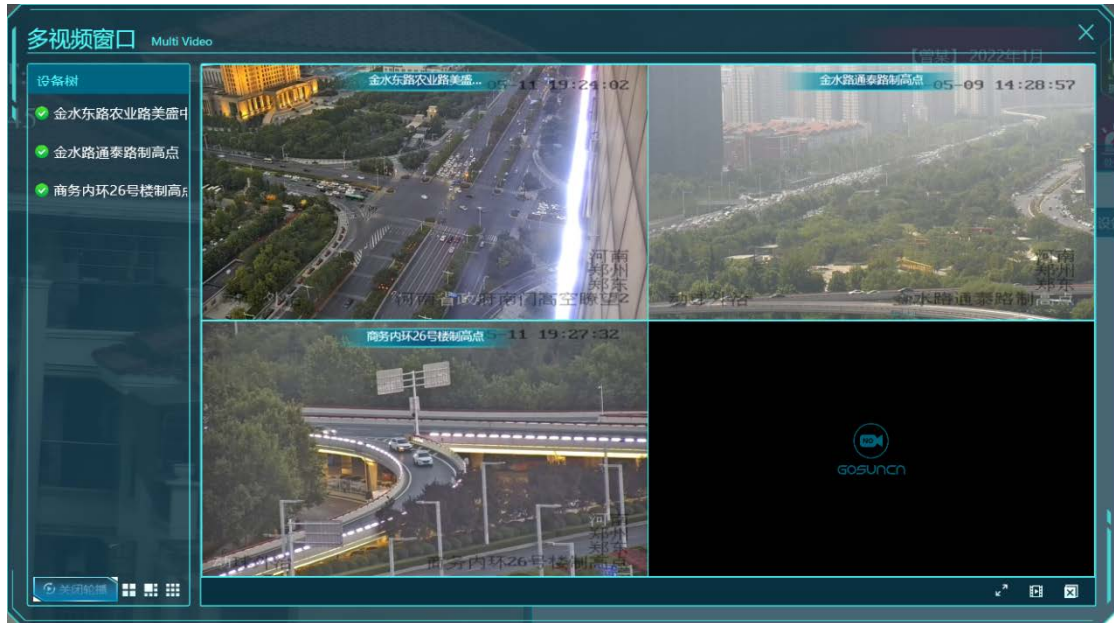 多视频窗口 Multi Video
【曾某】 2022年1月
设备树
金水东路农业路美盛中
金水路通泰路制高点
商务内环26号楼制高点
金水东路农业路美盛...
05-11 19:24:02
河南
郑州
郑东
河南省政府南门高空瞭望2
金水路通泰路制高点
05-09 14:28:57
河南
郑州
郑东
金水路通泰路制高点
商务内环26号楼制高点
5-11 19:27:32
河南
郑州
郑东
商务内环26号楼制高点
NO
GOSUNCN
关闭轮播